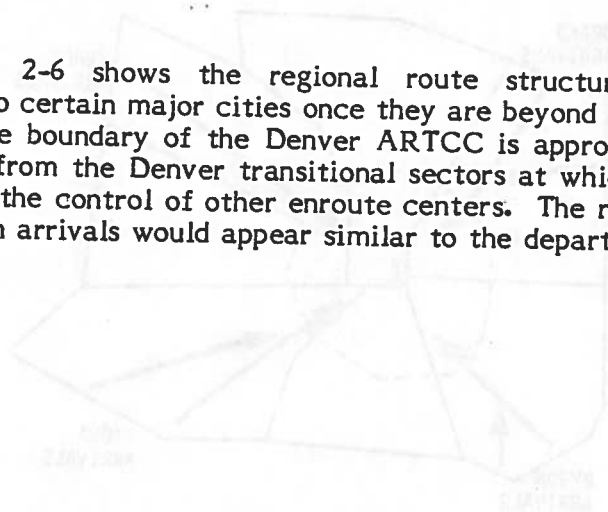 2-6 shows the regional route structu
o certain major cities once they are beyond
e boundary of the Denver ARTCC is appro
from the Denver transitional sectors at whi
the control of other enroute centers. The r
n arrivals would appear similar to the depart